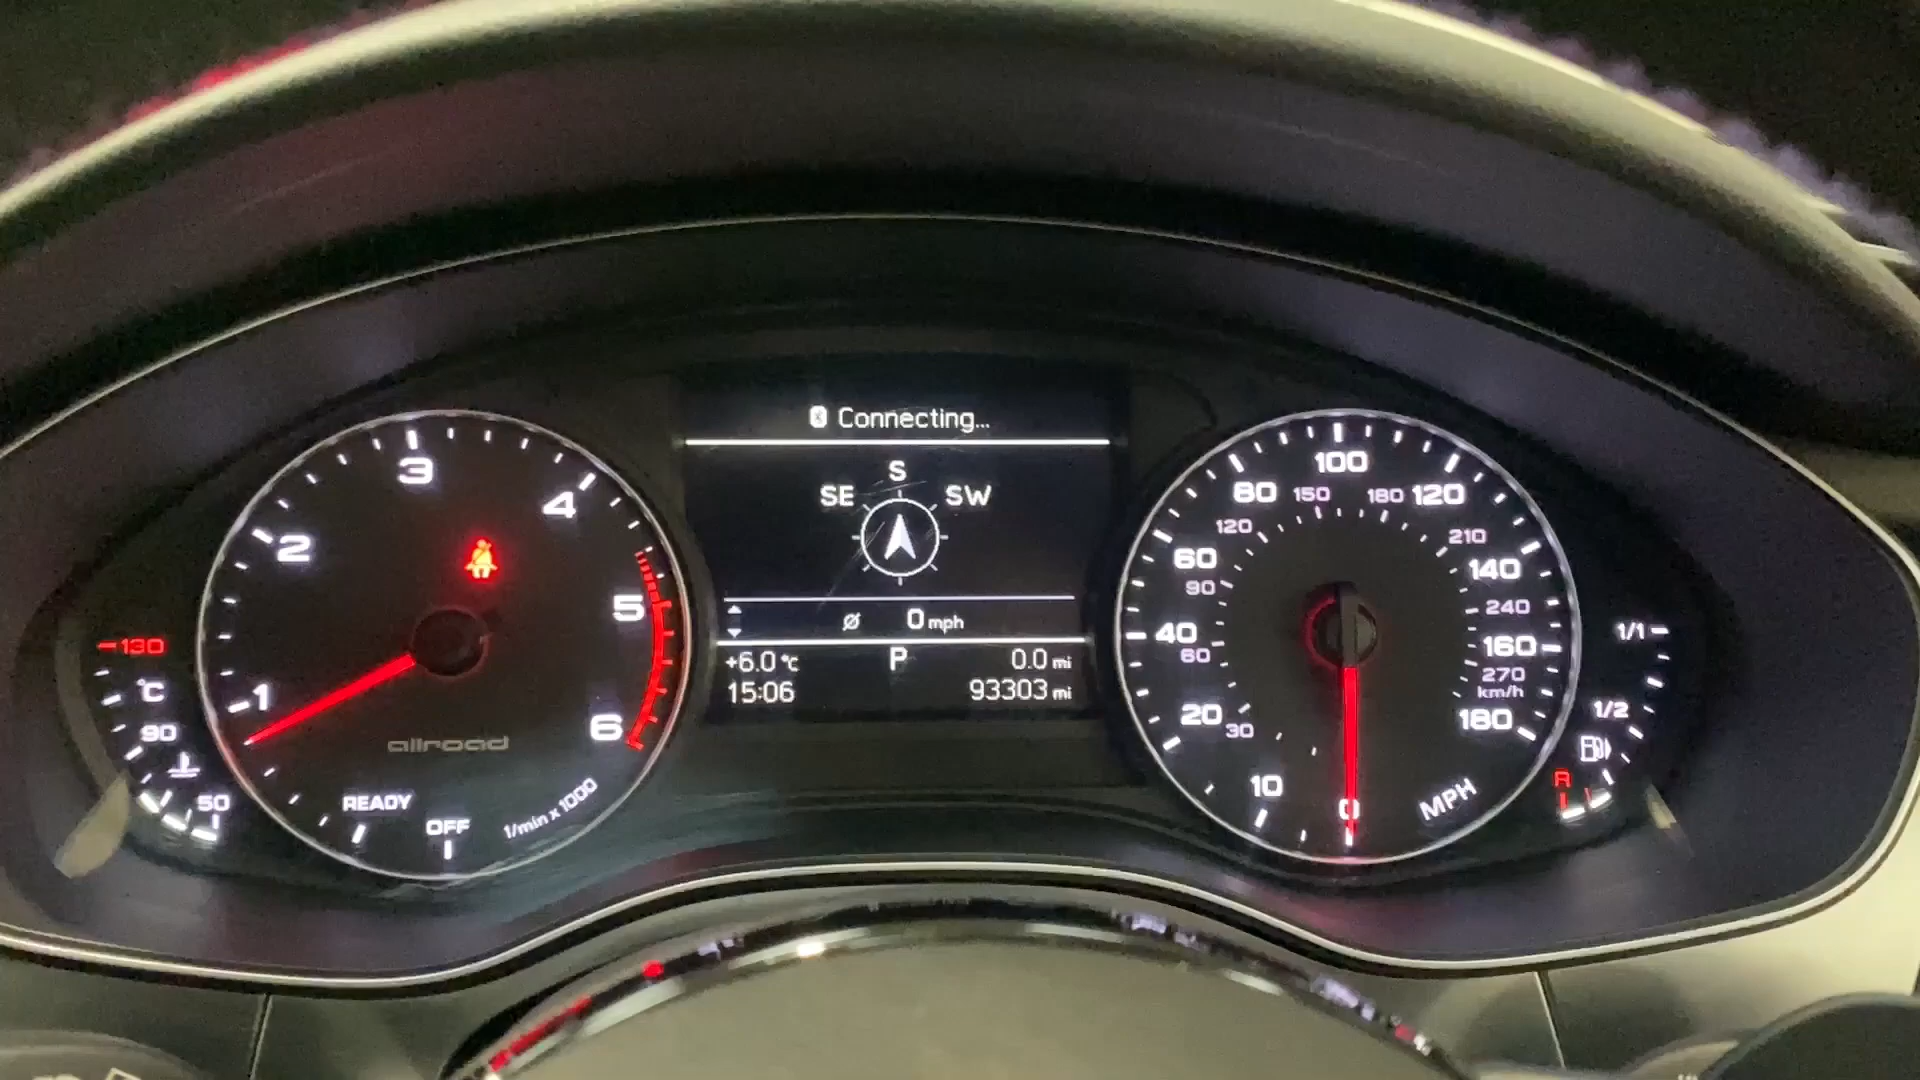 Connecting...
S
SE
SW
0 mph
+6.0 °C
P
0.0 mi
15:06
93303 mi
1
2
3
4
5
6
allroad
READY
OFF
1/min x 1000
130
°C
90
50
0
10
20
40
60
80
100
120
140
160
180
MPH
30
60
90
120
150
180
210
240
270
km/h
1/1
1/2
R